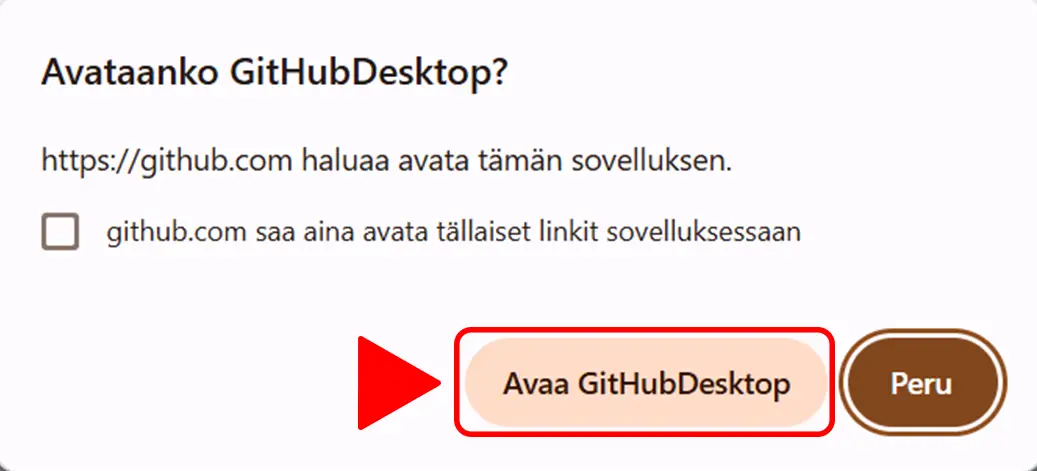 Avataanko GitHubDesktop?
https://github.com haluaa avata tämän sovelluksen.
github.com saa aina avata tällaiset linkit sovelluksessaan
Avaa GitHubDesktop
Peru